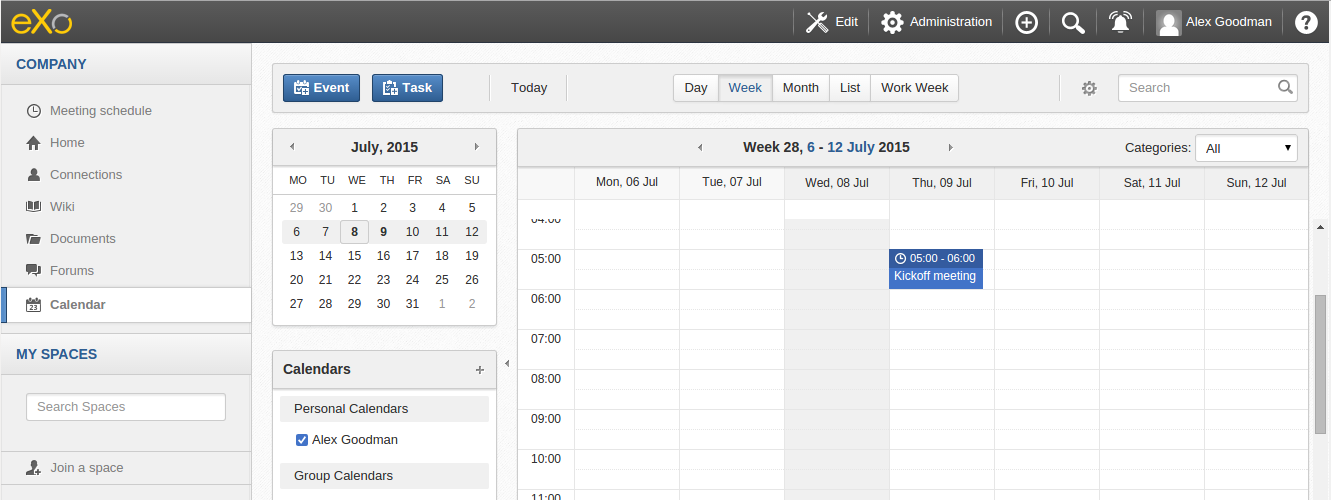 eXo
Edit
Administration
Alex Goodman
?
COMPANY
Meeting schedule
Home
Connections
Wiki
Documents
Forums
23
Calendar
MY SPACES
Search Spaces
Join a space
Event
Task
Today
Day
Week
Month
List
Work Week
Search
July, 2015
MO TU WE TH FR SA SU
29 30 1 2 3 4 5
6 7 8 9 10 11 12
13 14 15 16 17 18 19
20 21 22 23 24 25 26
27 28 29 30 31 1 2
Calendars +
Personal Calendars
Alex Goodman
Group Calendars
Week 28, 6 - 12 July 2015
Categories: All
Mon, 06 Jul Tue, 07 Jul Wed, 08 Jul Thu, 09 Jul Fri, 10 Jul Sat, 11 Jul Sun, 12 Jul
04:00
05:00
05:00 - 06:00
Kickoff meeting
06:00
07:00
08:00
09:00
10:00
11:00